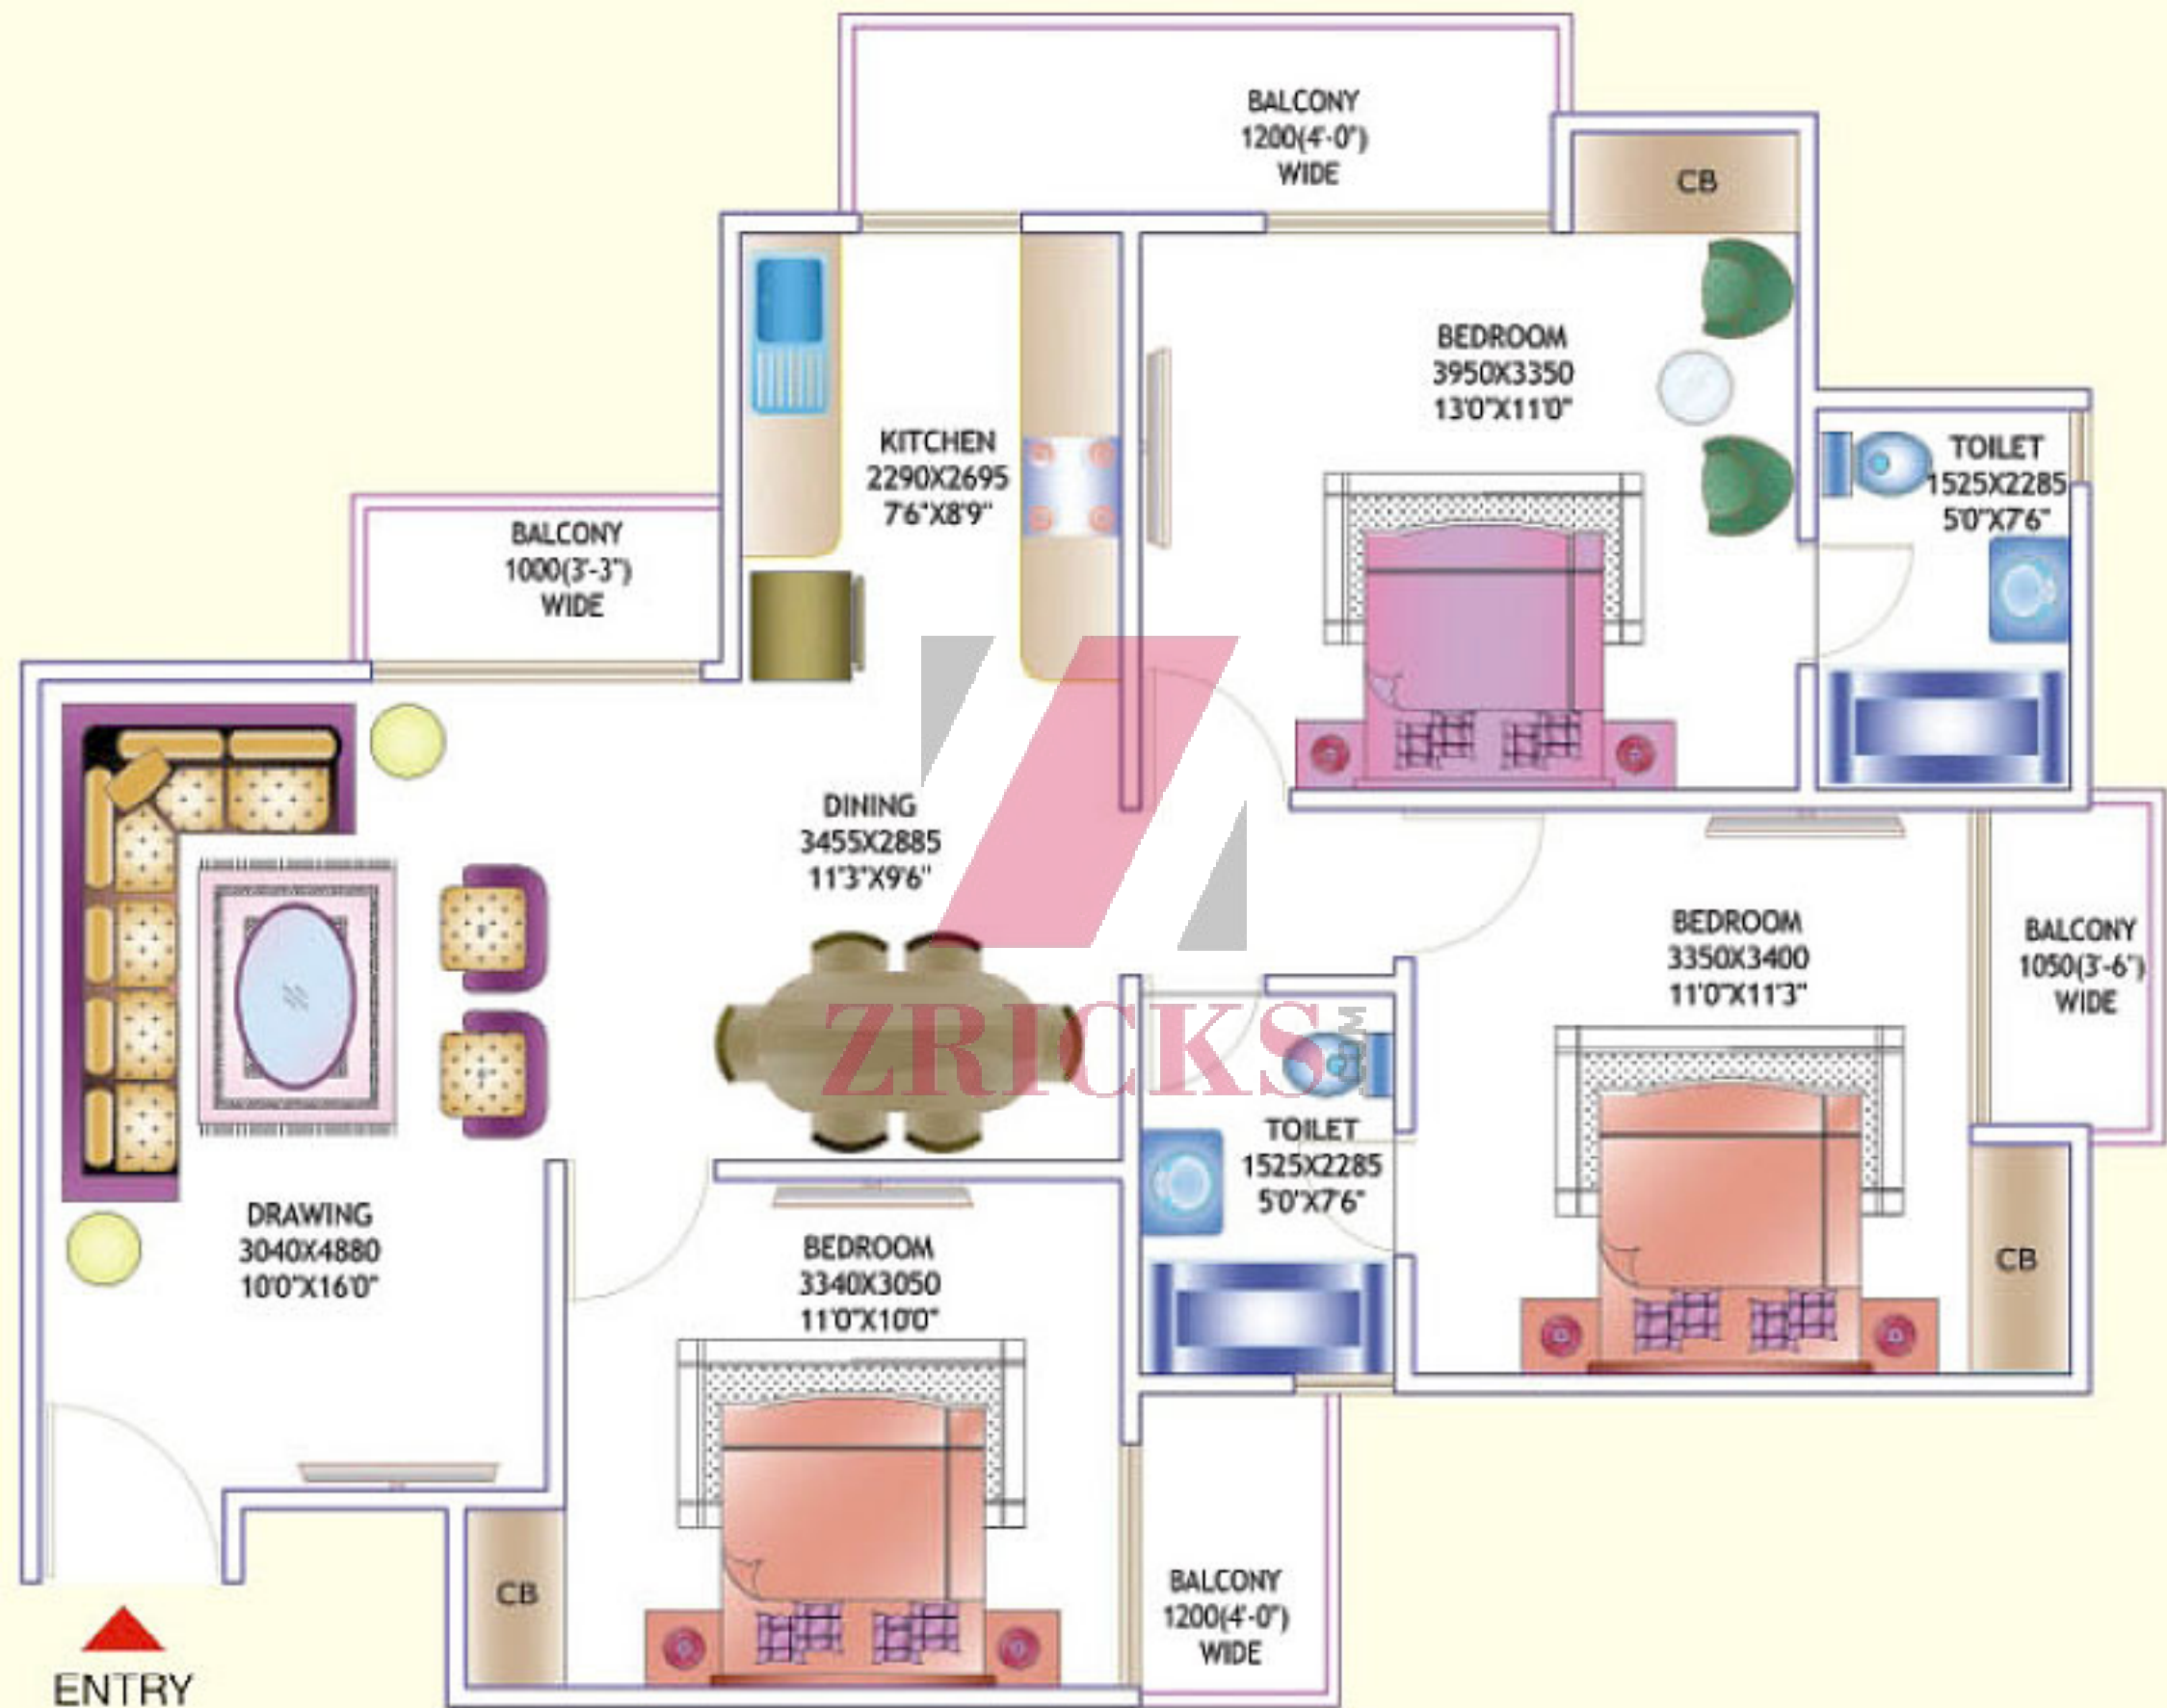 BALCONY
1200(4'-0")
WIDE
CB
BEDROOM
3950X3350
13'0"X11'0"
KITCHEN
2290X2695
7'6"X8'9"
TOILET
1525X2285
5'0"X7'6"
BALCONY
1000(3'-3")
WIDE
DINING
3455X2885
11'3"X9'6"
BEDROOM
3350X3400
11'0"X11'3"
BALCONY
1050(3'-6")
WIDE
ZRICKS
.COM
TOILET
1525X2285
5'0"X7'6"
DRAWING
3040X4880
10'0"X16'0"
BEDROOM
3340X3050
11'0"X10'0"
CB
CB
BALCONY
1200(4'-0")
WIDE
ENTRY